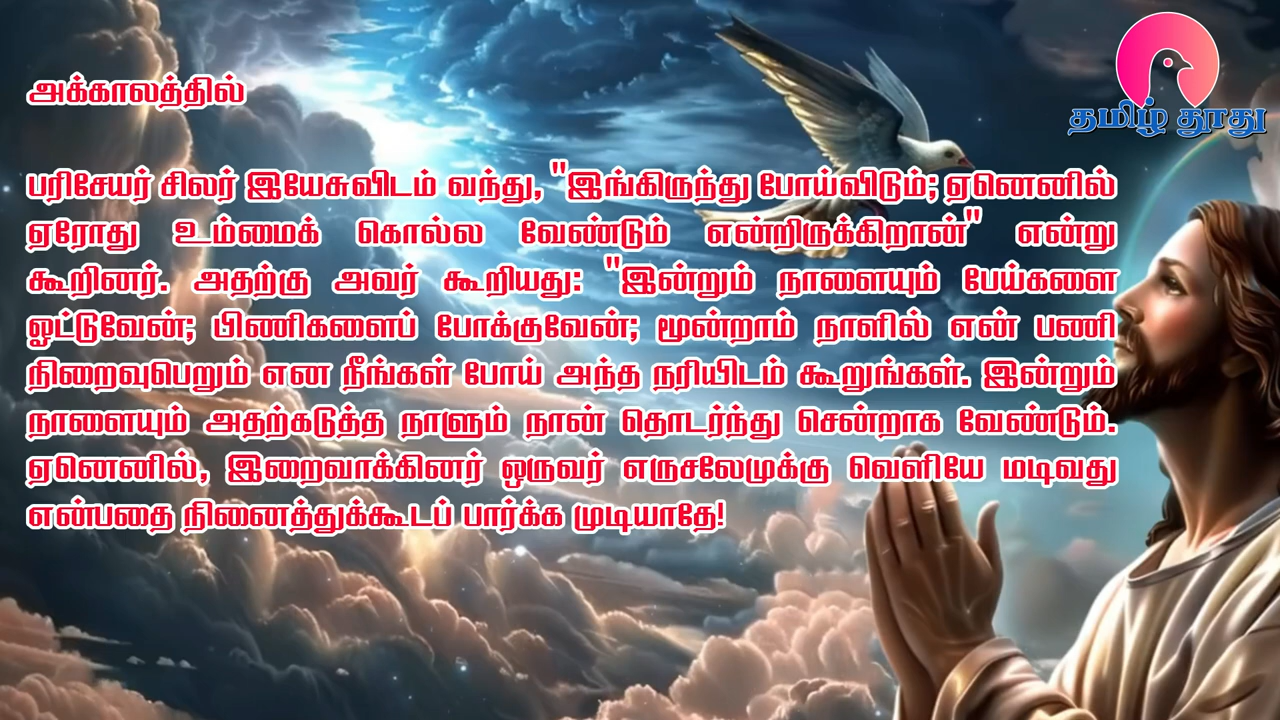 தமிழ் தூது
அக்காலத்தில்
பரிசேயர் சிலர் இயேசுவிடம் வந்து, "இங்கிருந்து போய்விடும்; ஏனெனில்
ஏரோது உம்மைக் கொல்ல வேண்டும் என்றிருக்கிறான்" என்று
கூறினர். அதற்கு அவர் கூறியது: "இன்றும் நாளையும் பேய்களை
ஓட்டுவேன்; பிணிகளைப் போக்குவேன்; மூன்றாம் நாளில் என் பணி
நிறைவுபெறும் என நீங்கள் போய் அந்த நரியிடம் கூறுங்கள். இன்றும்
நாளையும் அதற்கடுத்த நாளும் நான் தொடர்ந்து சென்றாக வேண்டும்.
ஏனெனில், இறைவாக்கினர் ஒருவர் எருசலேமுக்கு வெளியே மடிவது
என்பதை நினைத்துக்கூடப் பார்க்க முடியாதே!